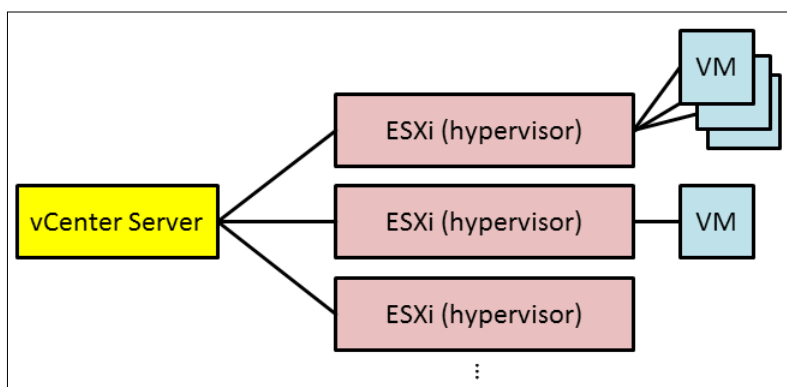 VM
ESXi (hypervisor)
vCenter Server
ESXi (hypervisor)
VM
ESXi (hypervisor)
...